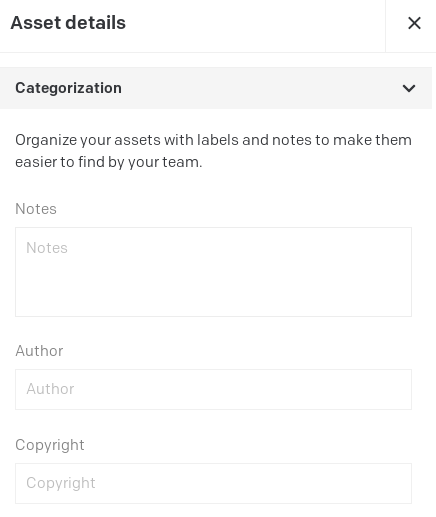 Asset details
Categorization
Organize your assets with labels and notes to make them
easier to find by your team.
Notes
Notes
Author
Author
Copyright
Copyright